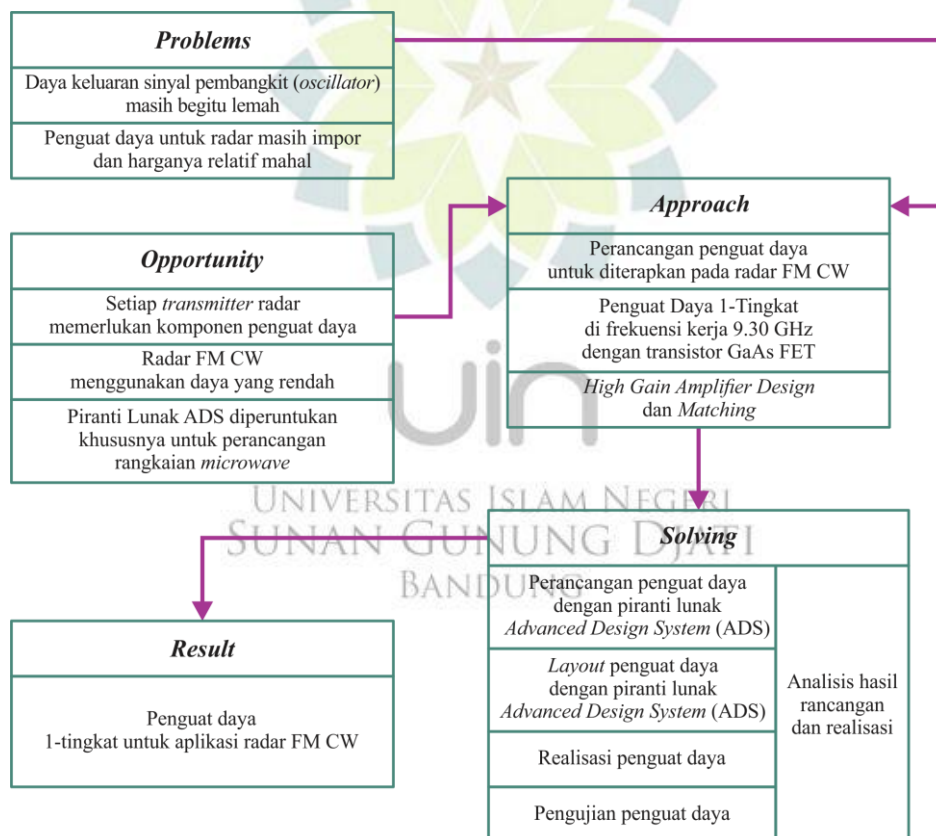 Problems
Daya keluaran sinyal pembangkit (oscillator)
masih begitu lemah
Penguat daya untuk radar masih impor
dan harganya relatif mahal
Opportunity
Setiap transmitter radar
memerlukan komponen penguat daya
Radar FM CW
menggunakan daya yang rendah
Piranti Lunak ADS diperuntukan
khususnya untuk perancangan
rangkaian microwave
Approach
Perancangan penguat daya
untuk diterapkan pada radar FM CW
Penguat Daya 1-Tingkat
di frekuensi kerja 9.30 GHz
dengan transistor GaAs FET
High Gain Amplifier Design
dan Matching
uin
UNIVERSITAS ISLAM NEGERI
SUNAN GUNUNG DJATI
BANDUNG
Solving
Perancangan penguat daya
dengan piranti lunak
Advanced Design System (ADS)
Layout penguat daya
dengan piranti lunak
Advanced Design System (ADS)
Realisasi penguat daya
Pengujian penguat daya
Analisis hasil
rancangan
dan realisasi
Result
Penguat daya
1-tingkat untuk aplikasi radar FM CW